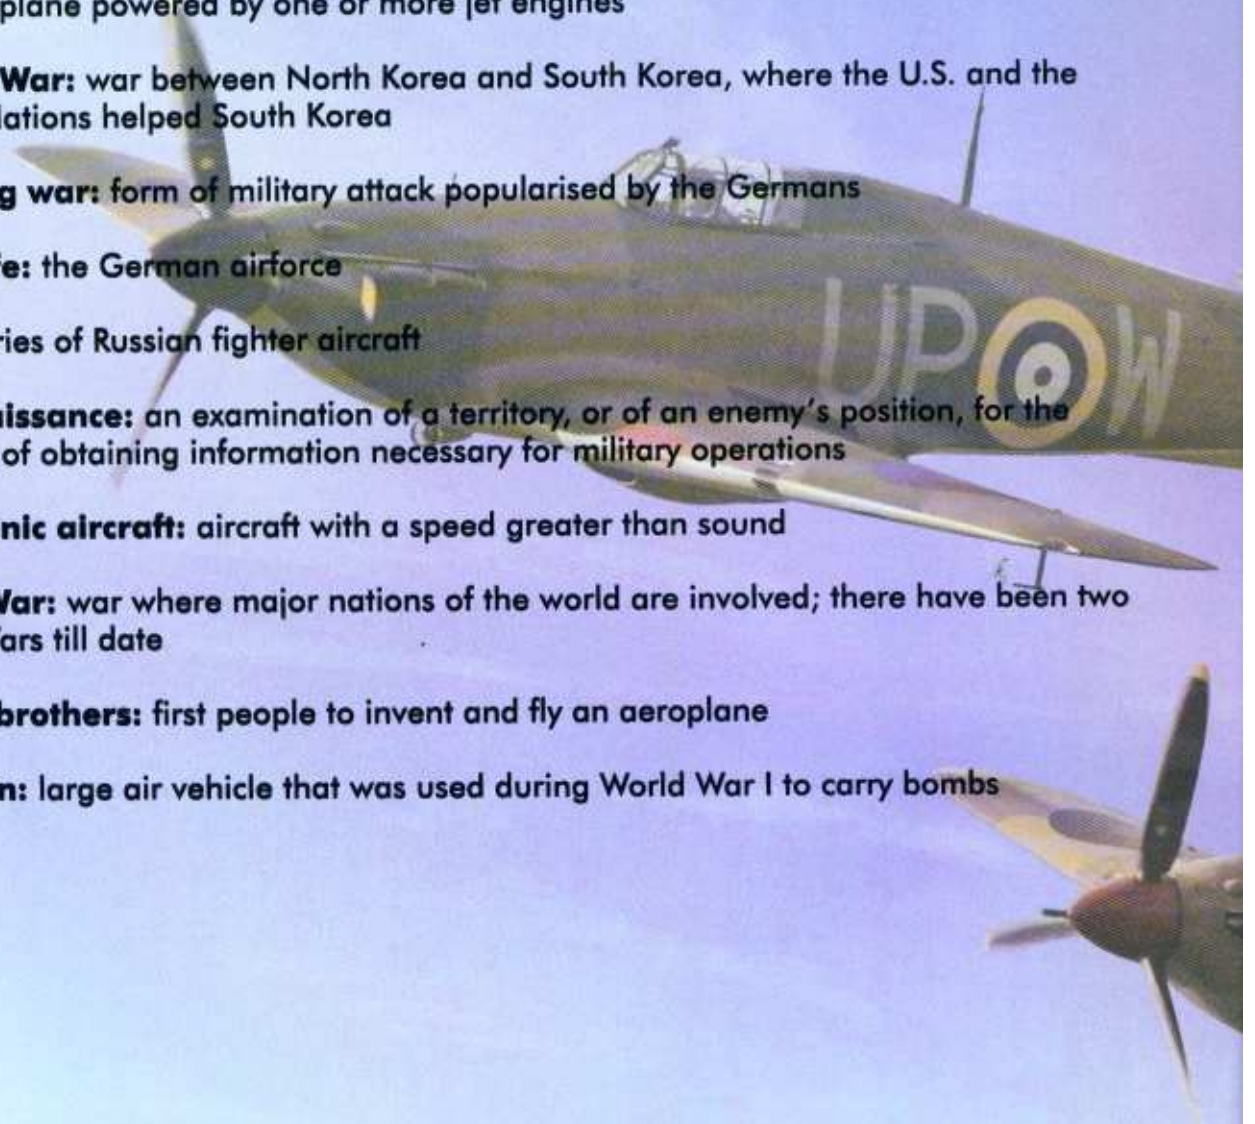 plane powered by one or more jet engines
War: war between North Korea and South Korea, where the U.S. and the
ations helped South Korea
g war: form of military attack popularised by the Germans
e: the German airforce
ries of Russian fighter aircraft
issance: an examination of a territory, or of an enemy's position, for the
of obtaining information necessary for military operations
nic aircraft: aircraft with a speed greater than sound
ar: war where major nations of the world are involved; there have been two
ars till date
brothers: first people to invent and fly an aeroplane
n: large air vehicle that was used during World War I to carry bombs
UP W